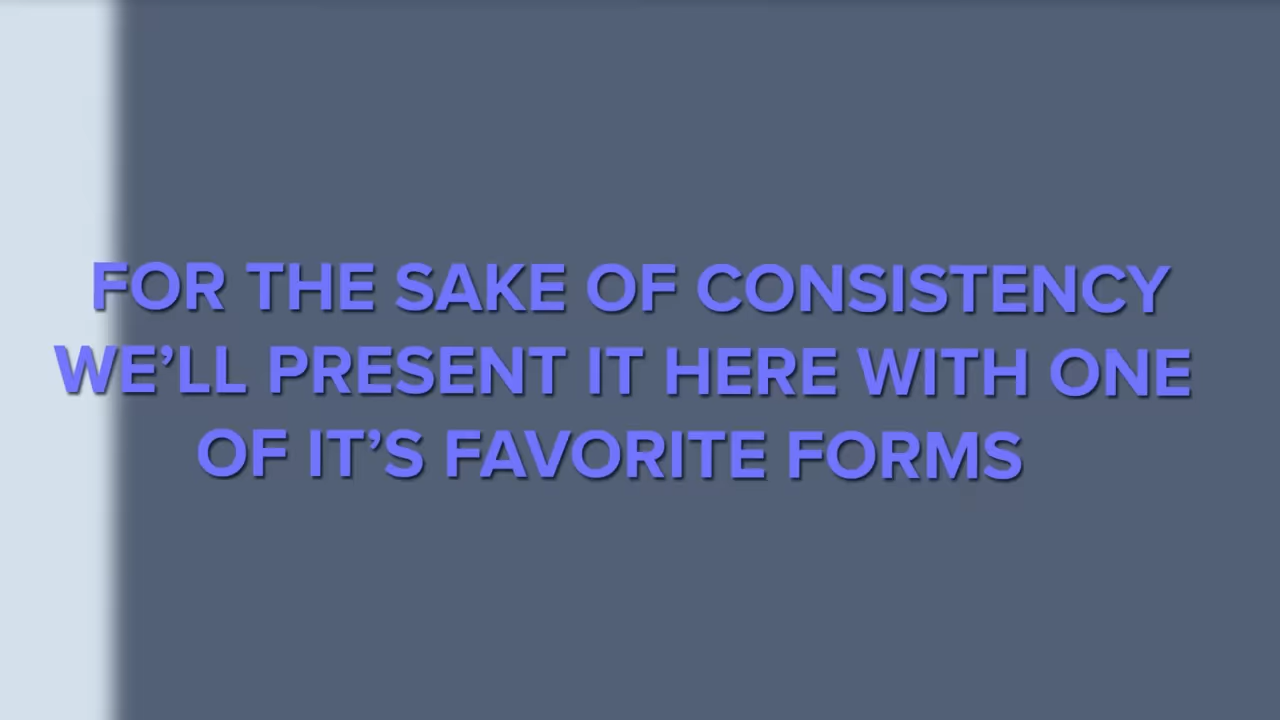 FOR THE SAKE OF CONSISTENCY
WE’LL PRESENT IT HERE WITH ONE
OF IT’S FAVORITE FORMS